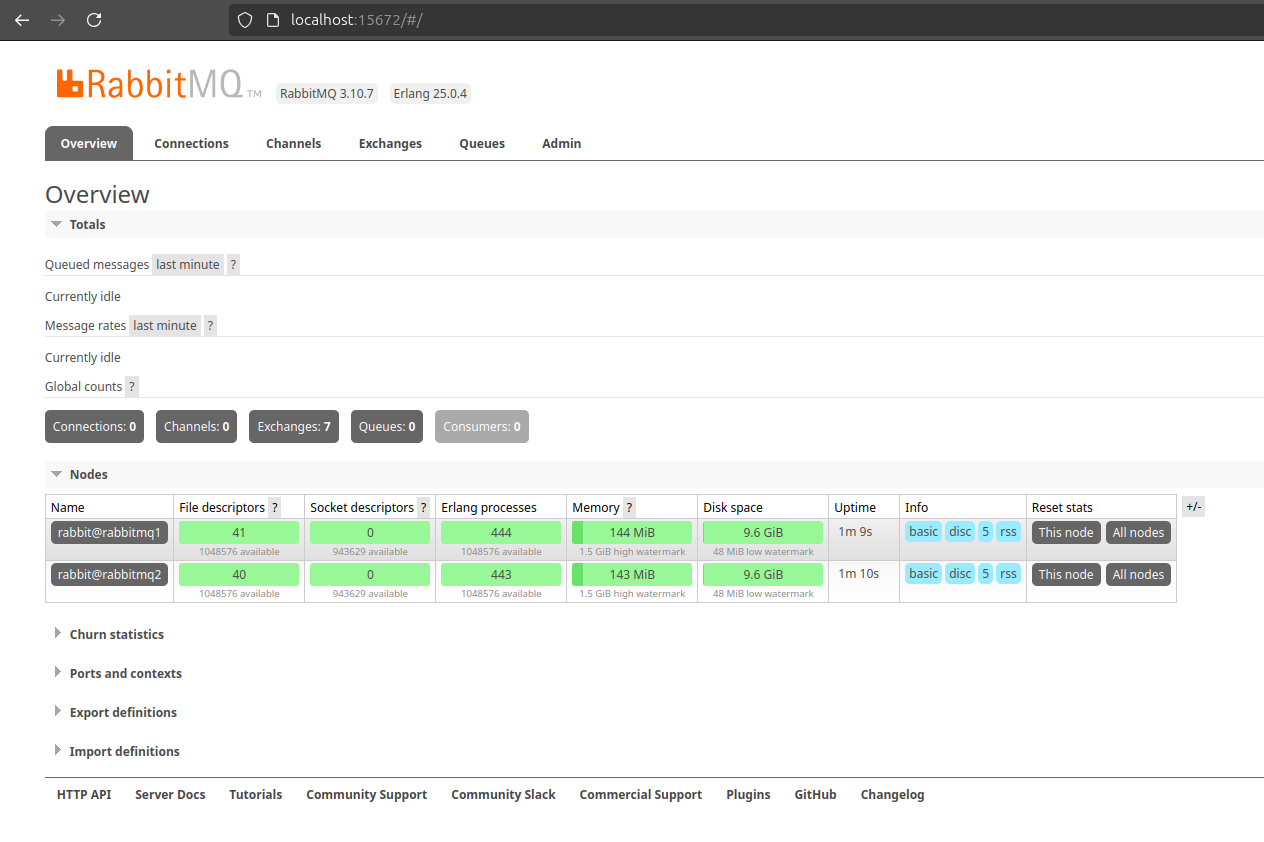 localhost:15672/#/
RabbitMQ TM RabbitMQ 3.10.7 Erlang 25.0.4
Overview Connections Channels Exchanges Queues Admin
Overview
Totals
Queued messages last minute ?
Currently idle
Message rates last minute ?
Currently idle
Global counts ?
Connections: 0 Channels: 0 Exchanges: 7 Queues: 0 Consumers: 0
Nodes
Name File descriptors ? Socket descriptors ? Erlang processes Memory ? Disk space Uptime Info Reset stats +/-
rabbit@rabbitmq1 41 0 444 144 MiB 9.6 GiB 1m 9s basic disc 5 rss This node All nodes
1048576 available 943629 available 1048576 available 1.5 GiB high watermark 48 MiB low watermark
rabbit@rabbitmq2 40 0 443 143 MiB 9.6 GiB 1m 10s basic disc 5 rss This node All nodes
1048576 available 943629 available 1048576 available 1.5 GiB high watermark 48 MiB low watermark
Churn statistics
Ports and contexts
Export definitions
Import definitions
HTTP API Server Docs Tutorials Community Support Community Slack Commercial Support Plugins GitHub Changelog